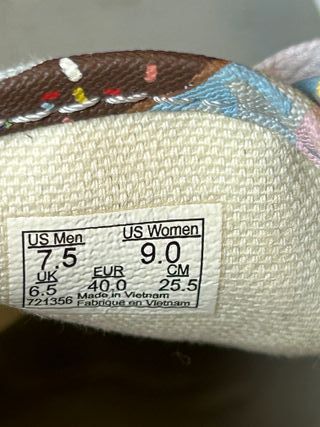 US Men US Women
7.5 9.0
UK EUR CM
6.5 40.0 25.5
721356 Made in Vietnam
Fabriqué en Vietnam